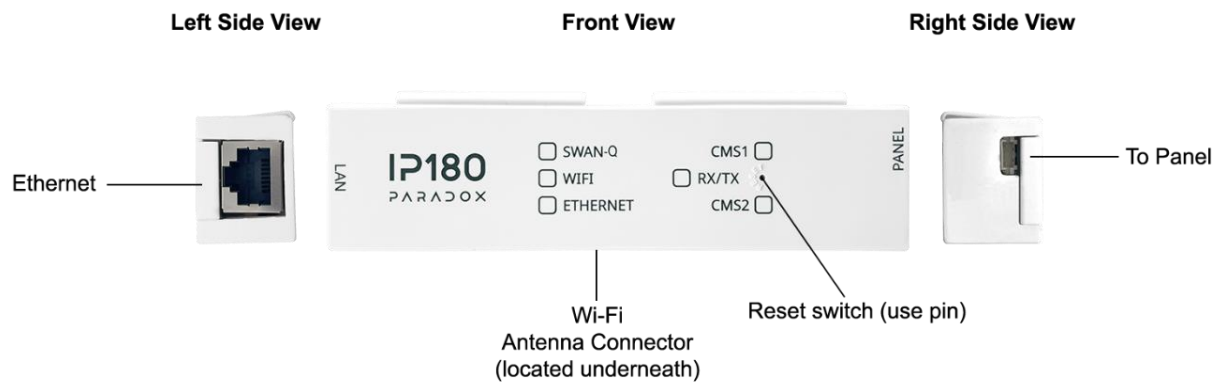 Left Side View
Front View
Right Side View
Ethernet
LAN
IP180
PARADOX
SWAN-Q
WIFI
ETHERNET
CMS1
RX/TX
CMS2
PANEL
To Panel
Wi-Fi
Antenna Connector
(located underneath)
Reset switch (use pin)